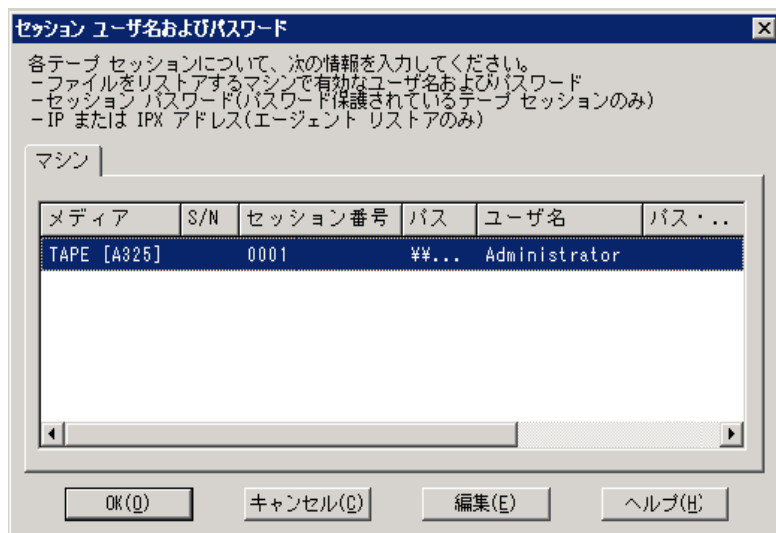 セッション ユーザ名およびパスワード
各テープ セッションについて、次の情報を入力してください。
-ファイルをリストアするマシンで有効なユーザ名およびパスワード
-セッション パスワード(パスワード保護されているテープ セッションのみ)
-IP または IPX アドレス(エージェント リストアのみ)
マシン
メディア S/N セッション番号 パス ユーザ名 パス・..
TAPE [A325] 0001 ¥¥... Administrator
OK(O) キャンセル(C) 編集(E) ヘルプ(H)